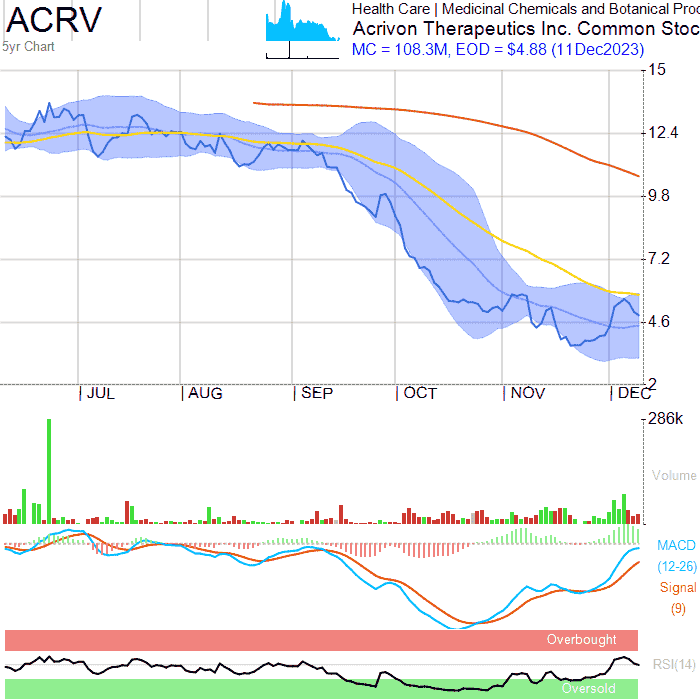 ACRV
5yr Chart
Health Care | Medicinal Chemicals and Botanical Pro
Acrivon Therapeutics Inc. Common Stoc
MC = 108.3M, EOD = $4.88 (11Dec2023)
15
12.4
9.8
7.2
4.6
2
JUL AUG SEP OCT NOV DEC
286k
Volume
MACD
(12-26)
Signal
(9)
Overbought
RSI(14)
Oversold